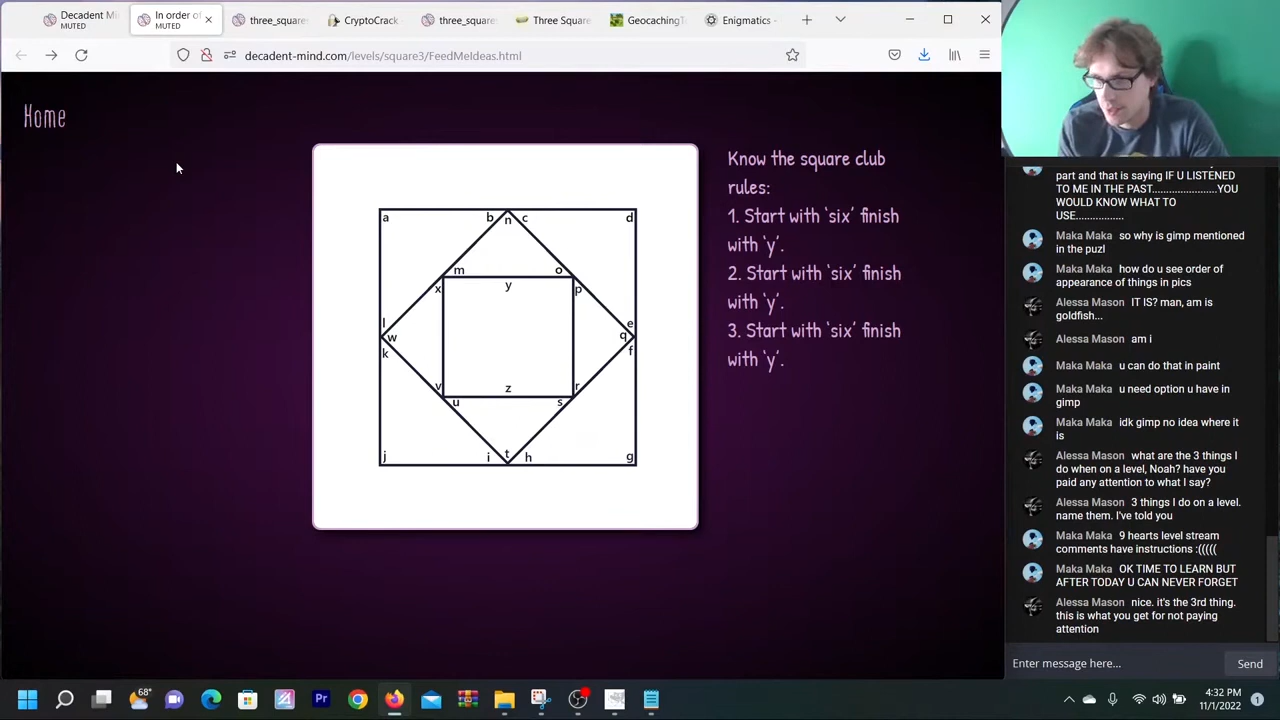 Decadent Mi
MUTED
In order of
MUTED
three_square
CryptoCrack
three_square
Three Square
GeocachingT
Enigmatics -
decadent-mind.com/levels/square3/FeedMeIdeas.html
Home
a b n c d
m o
x y p
l e
w q
k f
v z r
u s
j i t h g
Know the square club
rules:
1. Start with ‘six’ finish
with ‘y’.
2. Start with ‘six’ finish
with ‘y’.
3. Start with ‘six’ finish
with ‘y’.
part and that is saying IF U LISTENED
TO ME IN THE PAST......................YOU
WOULD KNOW WHAT TO
USE.................
Maka Maka so why is gimp mentioned
in the puzl
Maka Maka how do u see order of
appearance of things in pics
Alessa Mason IT IS? man, am is
goldfish...
Alessa Mason am i
Maka Maka u can do that in paint
Maka Maka u need option u have in
gimp
Maka Maka idk gimp no idea where it
is
Alessa Mason what are the 3 things I
do when on a level, Noah? have you
paid any attention to what I say?
Alessa Mason 3 things I do on a level.
name them. I've told you
Maka Maka 9 hearts level stream
comments have instructions :(((((
Maka Maka OK TIME TO LEARN BUT
AFTER TODAY U CAN NEVER FORGET
Alessa Mason nice. it's the 3rd thing.
this is what you get for not paying
attention
Enter message here...
Send
68°
Pr
4:32 PM
11/1/2022
1